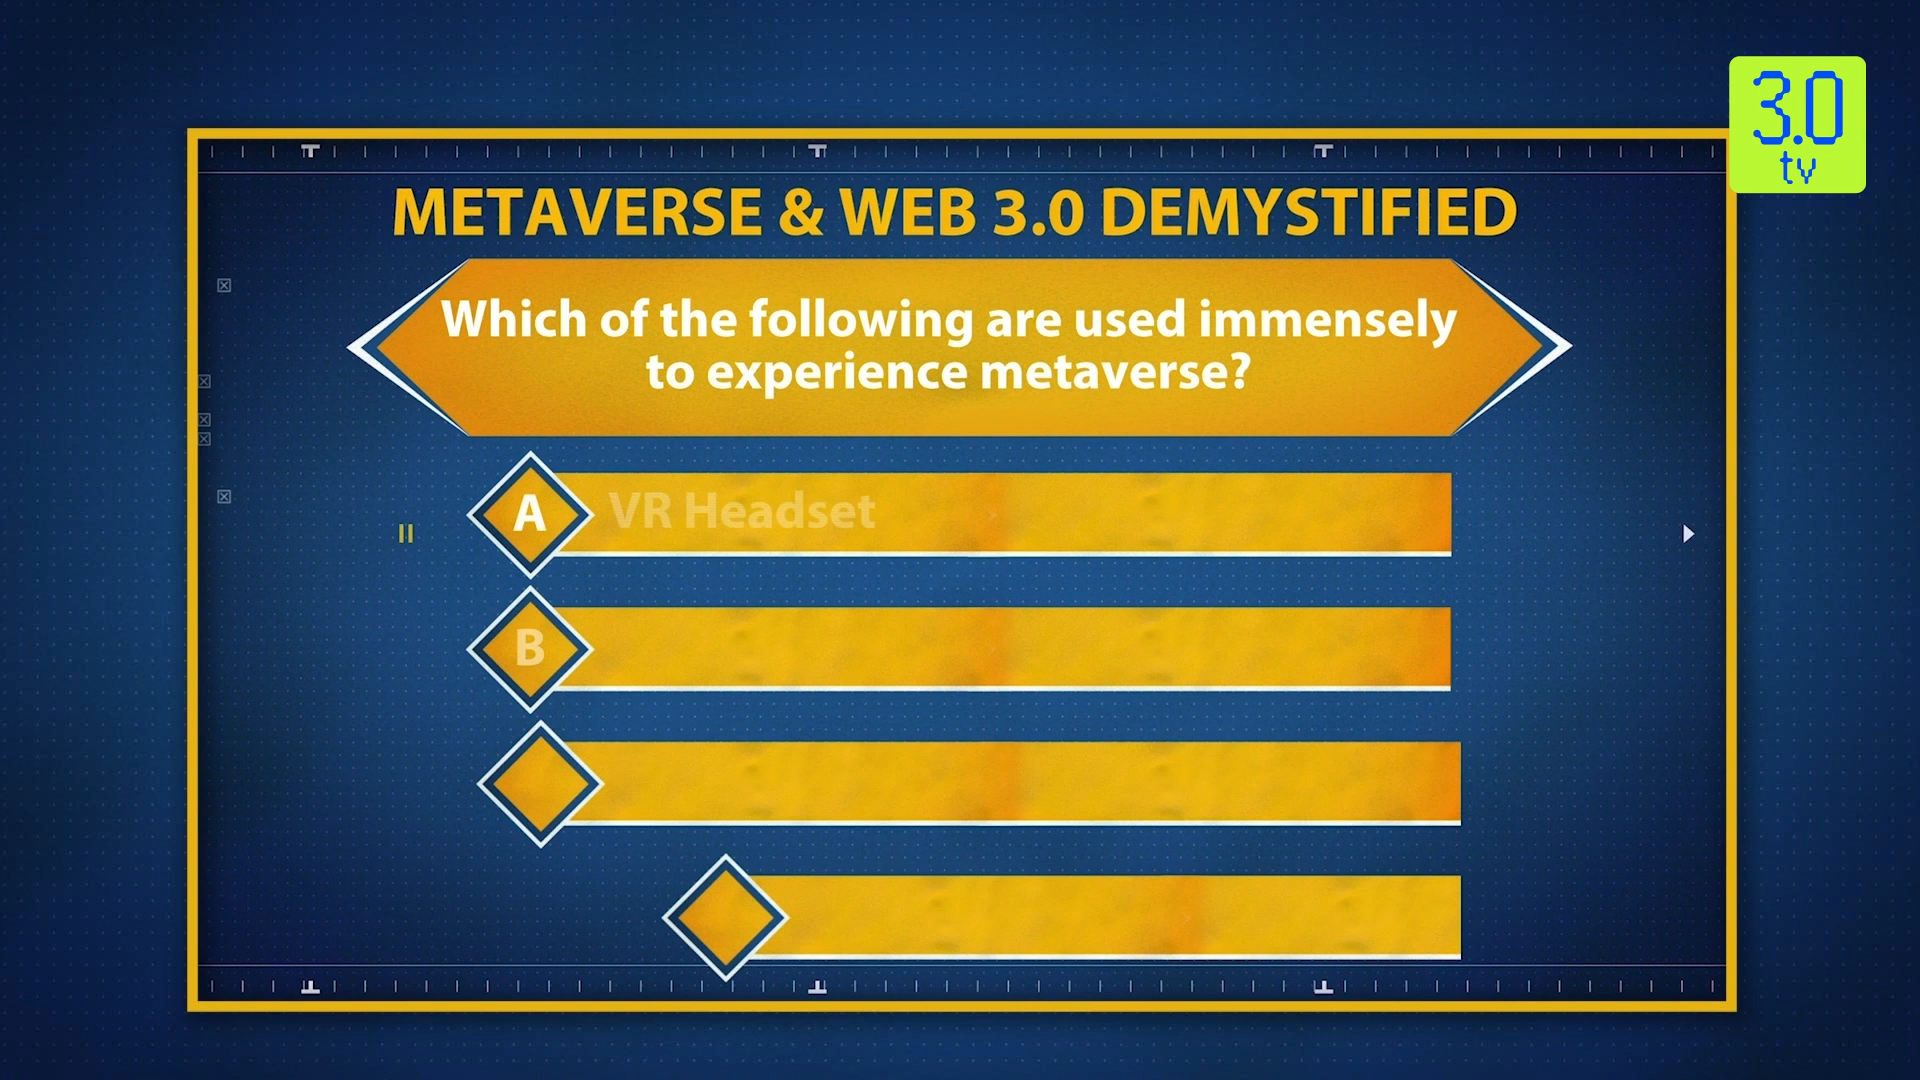 3.0
tv
METAVERSE & WEB 3.0 DEMYSTIFIED
Which of the following are used immensely
to experience metaverse?
A VR Headset
B